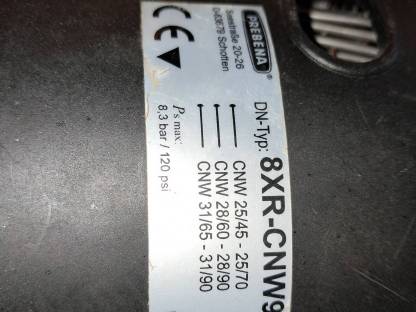 PREBENA®
Seestraße 20-26
D-63679 Schotten
CE
DN-Typ: 8XR-CNW9
CNW 25/45 - 25/70
CNW 28/60 - 28/90
CNW 31/65 - 31/90
Ps max:
8,3 bar / 120 psi